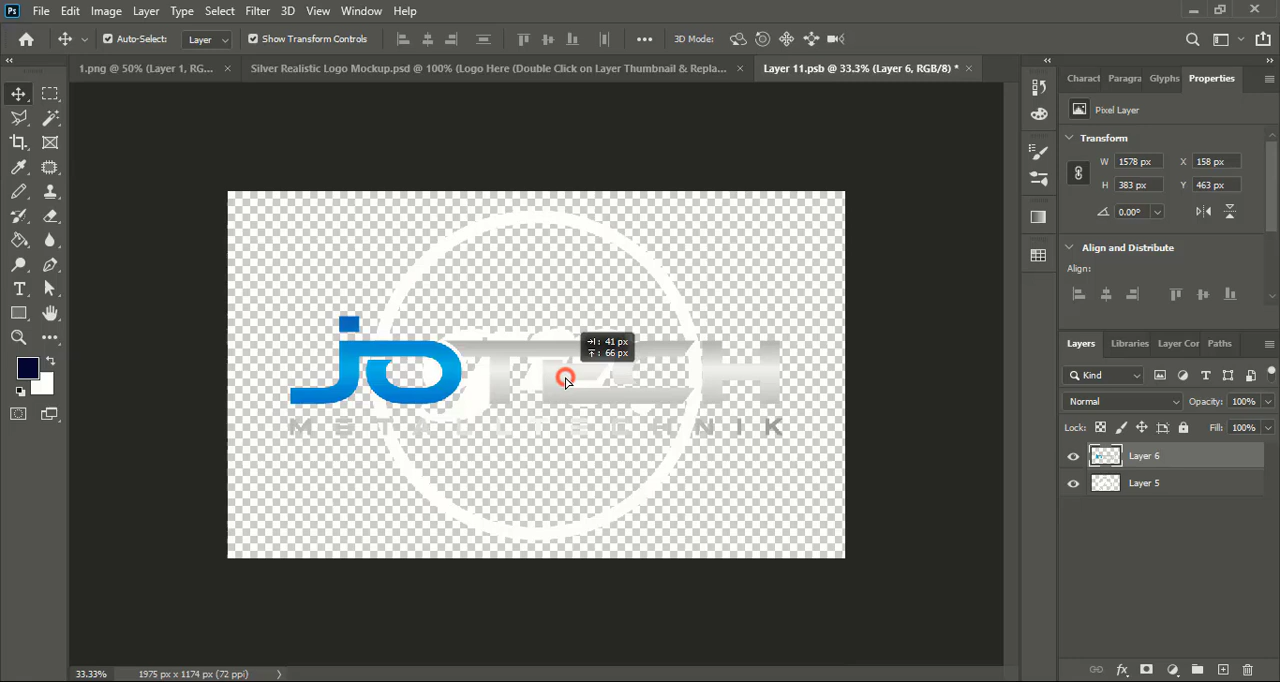 Ps File Edit Image Layer Type Select Filter 3D View Window Help
Auto-Select: Layer Show Transform Controls ••• 3D Mode:
1.png @ 50% (Layer 1, RG... × Silver Realistic Logo Mockup.psd @ 100% (Logo Here (Double Click on Layer Thumbnail & Repla... × Layer 11.psb @ 33.3% (Layer 6, RGB/8) * ×
Charact Paragra Glyphs Properties
Pixel Layer
Transform
W 1578 px X 158 px
H 383 px Y 463 px
0.00°
Align and Distribute
Align:
: 41 px
: 66 px
Layers Libraries Layer Cor Paths
Kind
Normal Opacity: 100%
Lock: Fill: 100%
Layer 6
Layer 5
33.33% 1975 px x 1174 px (72 ppi)